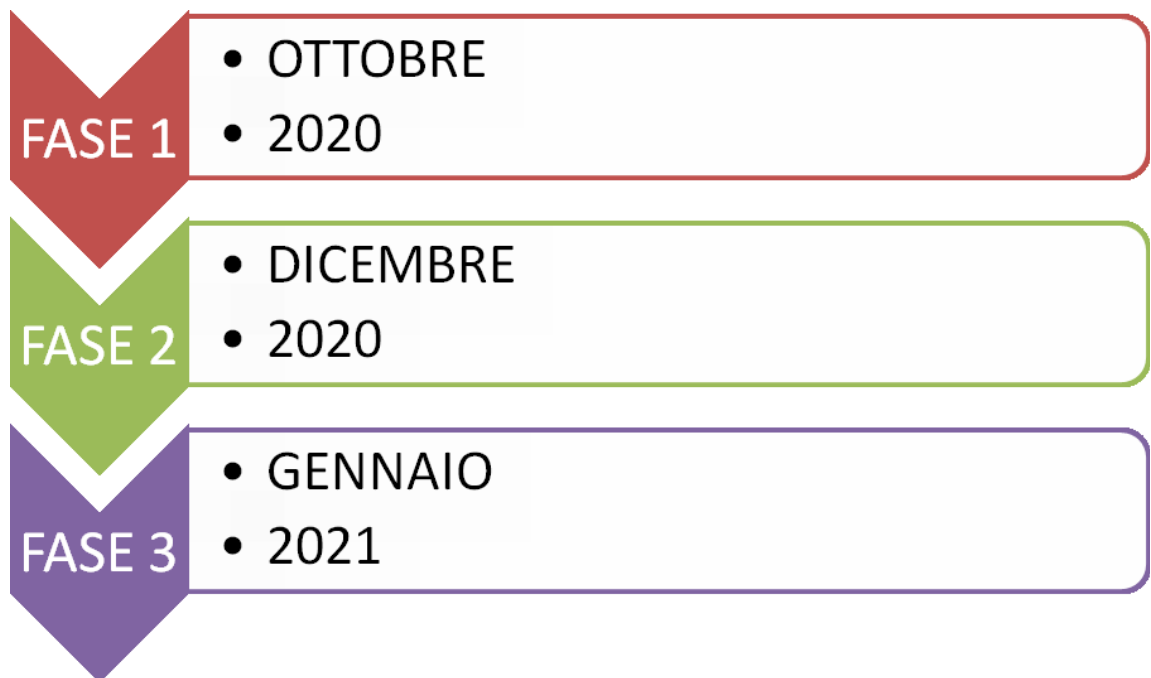 FASE 1
• OTTOBRE
• 2020
FASE 2
• DICEMBRE
• 2020
FASE 3
• GENNAIO
• 2021